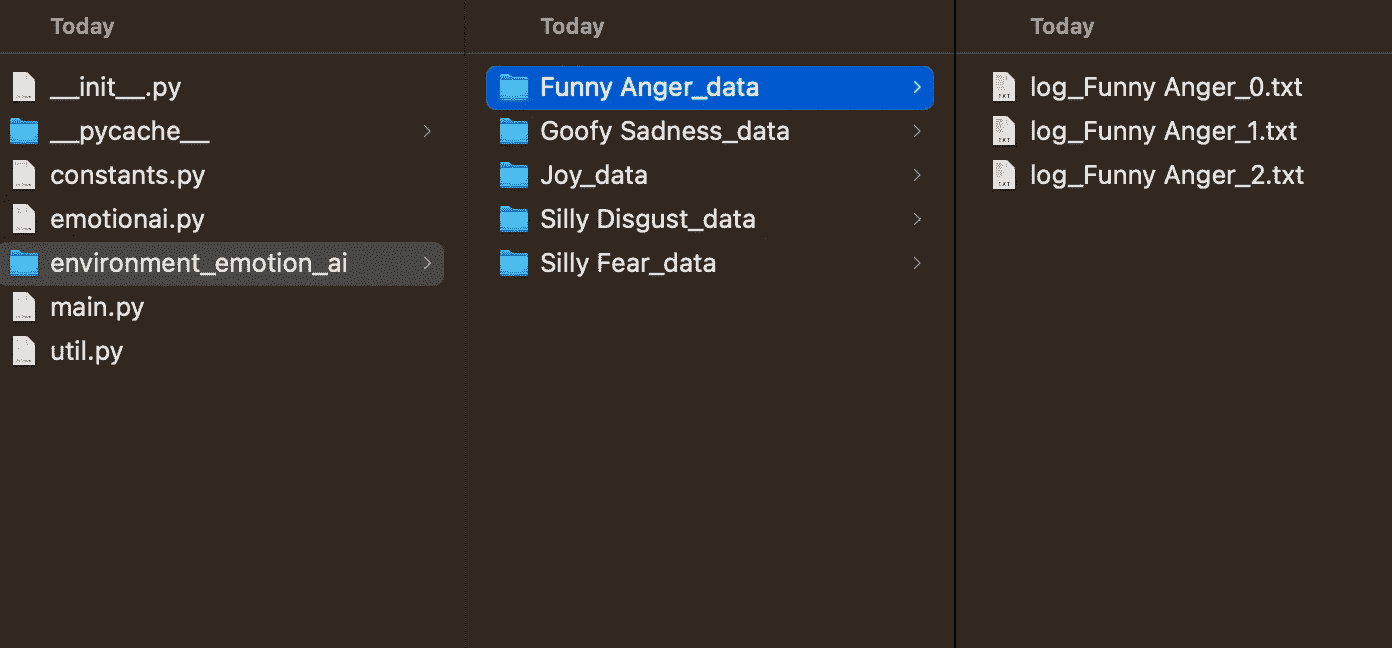 Today
__init__.py
__pycache__
constants.py
emotionai.py
environment_emotion_ai
main.py
util.py
Today
Funny Anger_data
Goofy Sadness_data
Joy_data
Silly Disgust_data
Silly Fear_data
Today
log_Funny Anger_0.txt
log_Funny Anger_1.txt
log_Funny Anger_2.txt